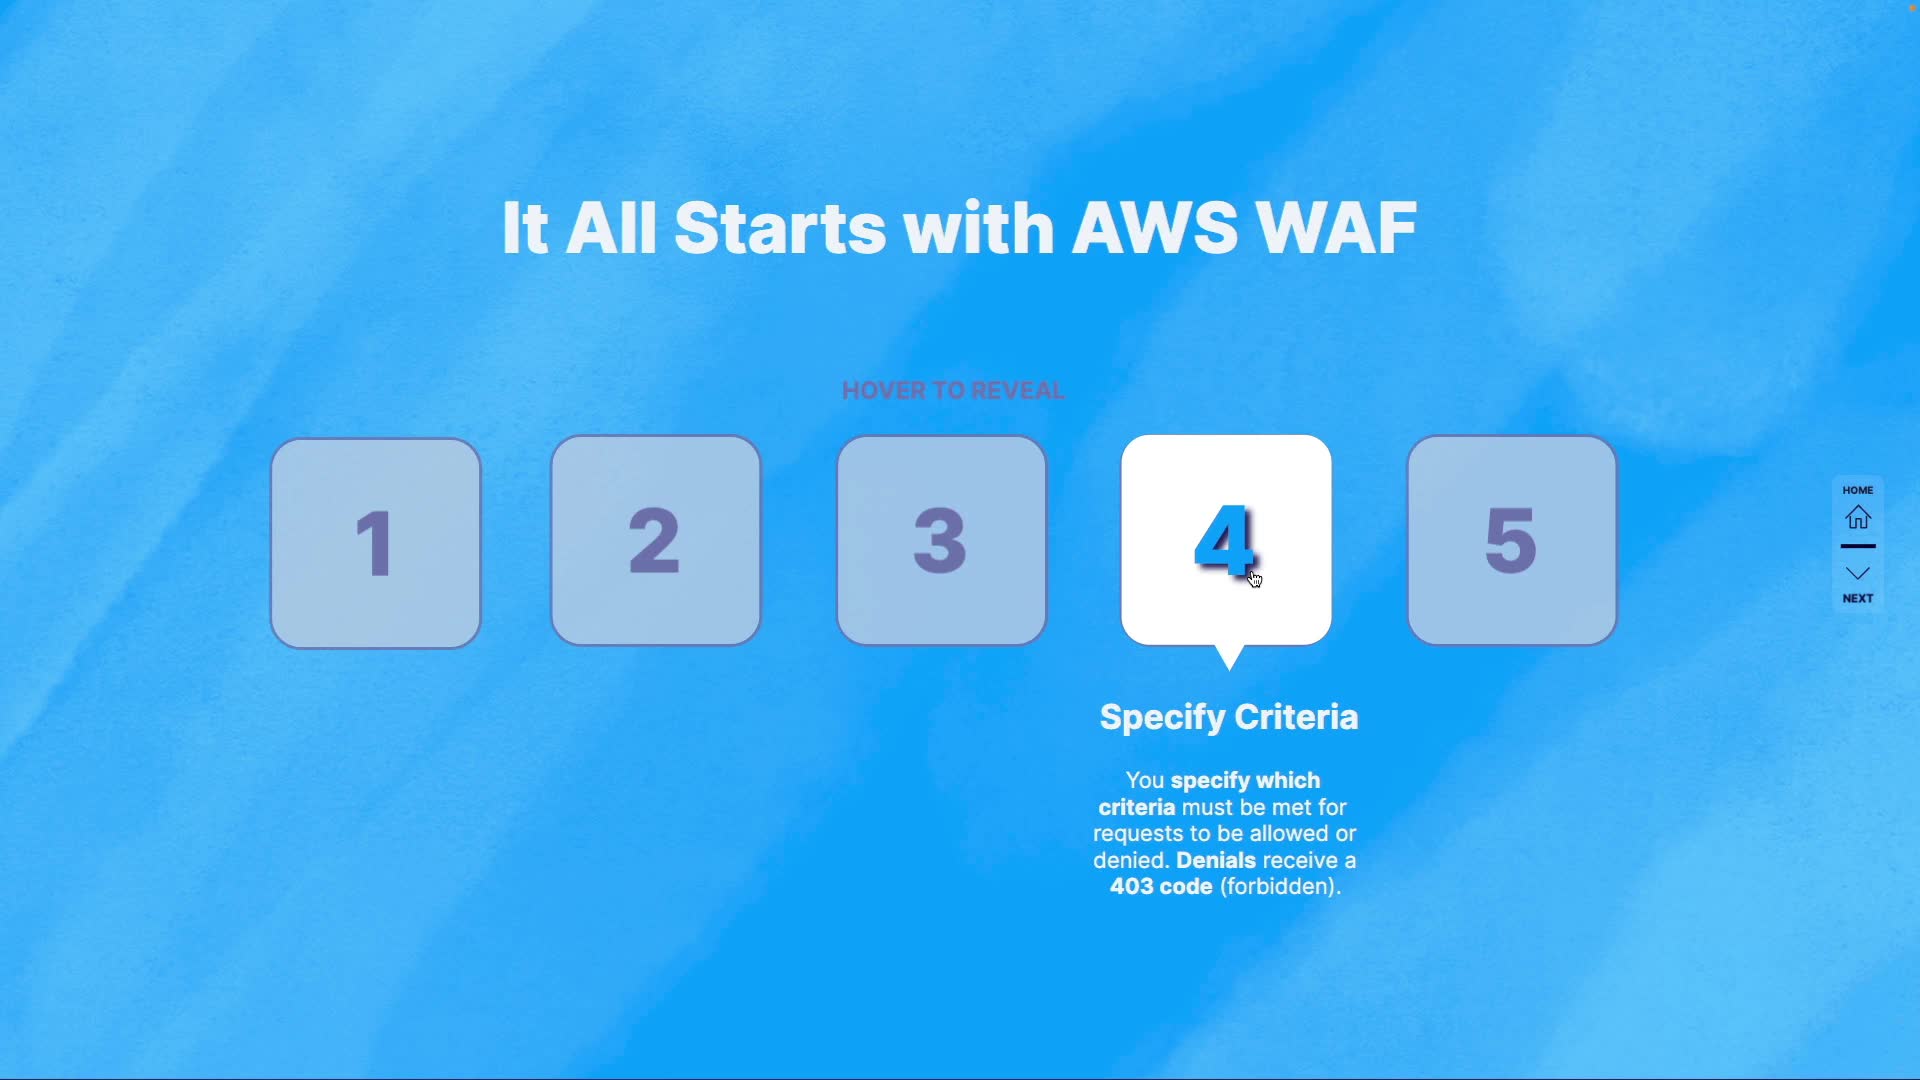 It All Starts with AWS WAF
HOVER TO REVEAL
1
2
3
4
5
HOME
NEXT
Specify Criteria
You specify which
criteria must be met for
requests to be allowed or
denied. Denials receive a
403 code (forbidden).